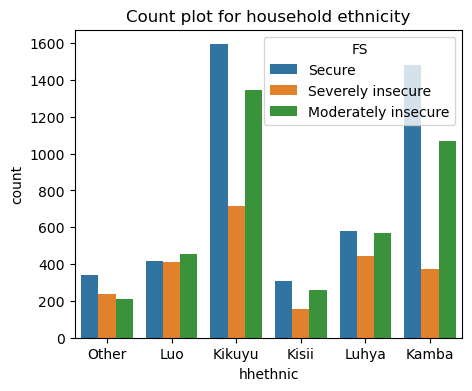 Count plot for household ethnicity
FS
Secure
Severely insecure
Moderately insecure
1600
1400
1200
1000
800
600
400
200
0
count
Other Luo Kikuyu Kisii Luhya Kamba
hhethnic